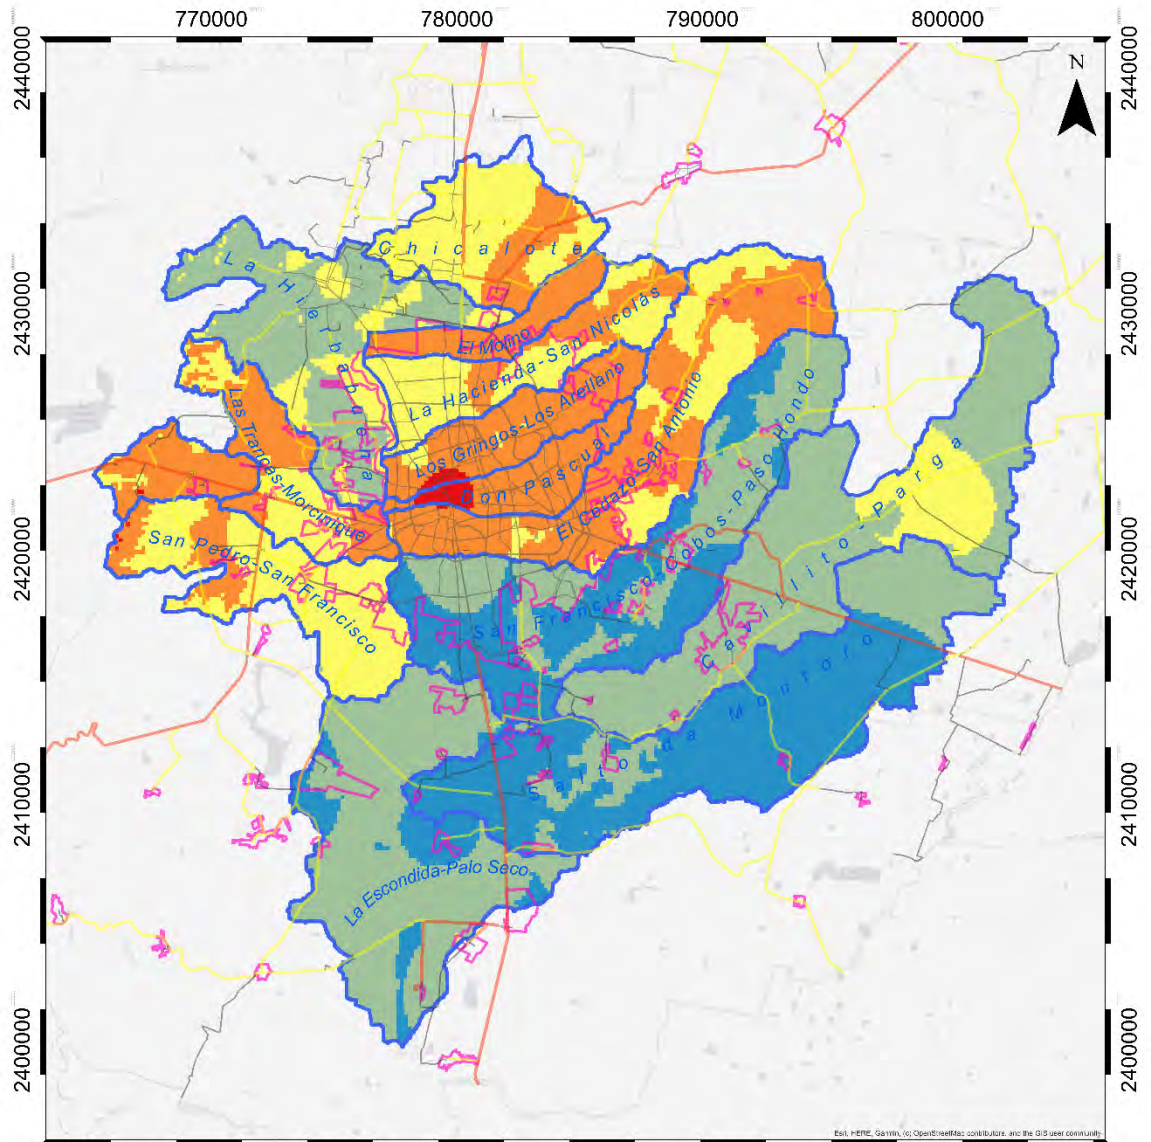 770000 780000 790000 800000
2440000
2440000
N
Chicalote
La Hierbabuena
2430000
2430000
El Molino
La Hacienda-San Nicolás
Los Gringos-Los Arellano
Las Trancas-Morcinique
Don Pascual
El Cedazo-San Antonio
San Francisco-Cobos-Paso Hondo
Cavillito-Parga
San Pedro-San Francisco
2420000
2420000
Salto da Montoro
2410000
2410000
La Escondida-Palo Seco
2400000
2400000
Esri, HERE, Garmin, (c) OpenStreetMap contributors, and the GIS user community